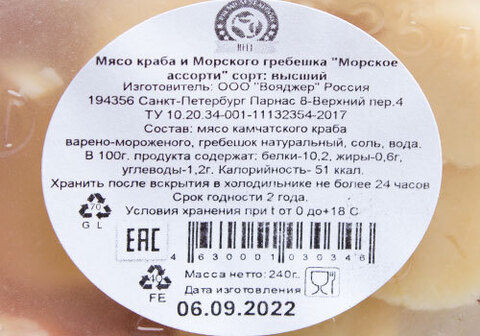 Мясо краба и Морского гребешка "Морское
ассорти" сорт: высший
Изготовитель: ООО "Вояджер" Россия
194356 Санкт-Петербург Парнас 8-Верхний пер.4
ТУ 10.20.34-001-11132354-2017
Состав: мясо камчатского краба
варено-мороженого, гребешок натуральный, соль, вода.
В 100г. продукта содержат: белки-10,2, жиры-0,6г,
углеводы-1,2г. Калорийность- 51 ккал.
Хранить после вскрытия в холодильнике не более 24 часов
Срок годности 2 года.
Условия хранения при t от 0 до+18 С
70
G L
EAC
4 630001 030346
40
FE
Масса нетто: 240г.
Дата изготовления
06.09.2022